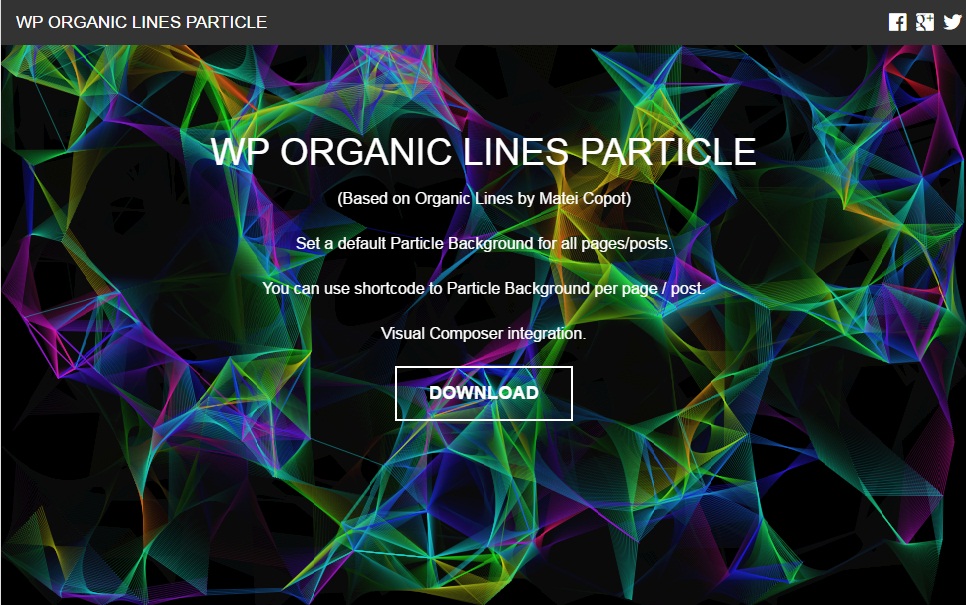 WP ORGANIC LINES PARTICLE
WP ORGANIC LINES PARTICLE
(Based on Organic Lines by Matei Copot)
Set a default Particle Background for all pages/posts.
You can use shortcode to Particle Background per page / post.
Visual Composer integration.
DOWNLOAD